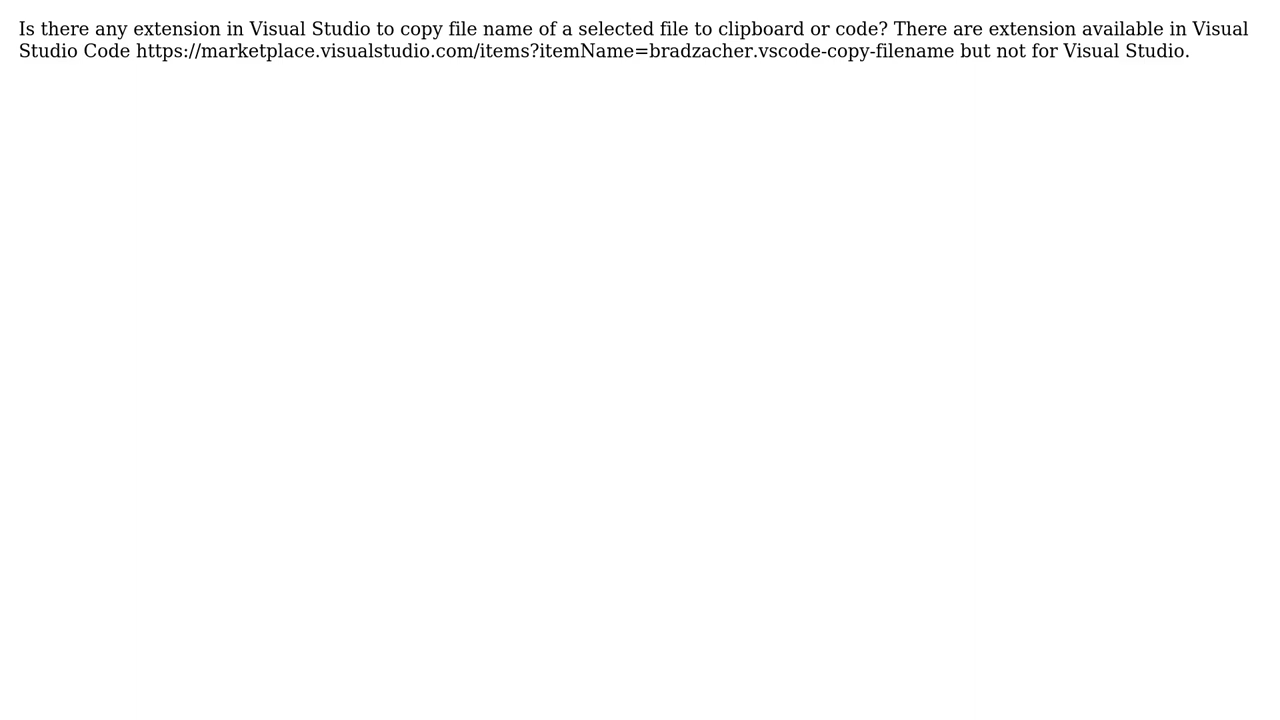 Is there any extension in Visual Studio to copy file name of a selected file to clipboard or code? There are extension available in Visual
Studio Code https://marketplace.visualstudio.com/items?itemName=bradzacher.vscode-copy-filename but not for Visual Studio.